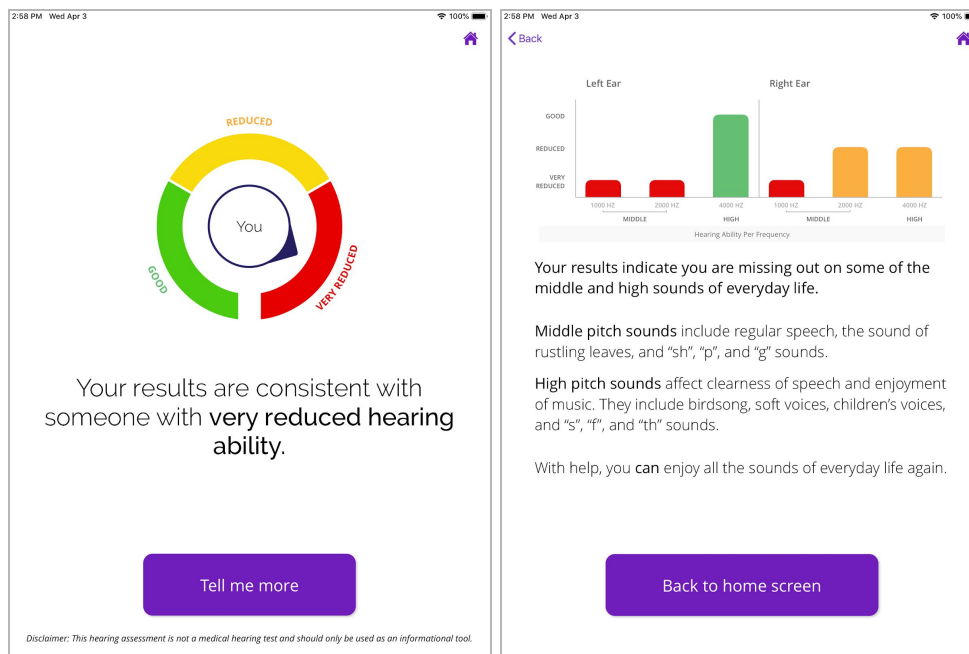 2:58 PM Wed Apr 3
100%
REDUCED
You
GOOD
VERY REDUCED
Your results are consistent with
someone with very reduced hearing
ability.
Tell me more
Disclaimer: This hearing assessment is not a medical hearing test and should only be used as an informational tool.
2:58 PM Wed Apr 3
100%
Back
Left Ear
Right Ear
GOOD
REDUCED
VERY
REDUCED
1000 HZ 2000 HZ 4000 HZ 1000 HZ 2000 HZ 4000 HZ
MIDDLE HIGH MIDDLE HIGH
Hearing Ability Per Frequency
Your results indicate you are missing out on some of the
middle and high sounds of everyday life.
Middle pitch sounds include regular speech, the sound of
rustling leaves, and “sh”, “p”, and “g” sounds.
High pitch sounds affect clearness of speech and enjoyment
of music. They include birdsong, soft voices, children’s voices,
and “s”, “f”, and “th” sounds.
With help, you can enjoy all the sounds of everyday life again.
Back to home screen